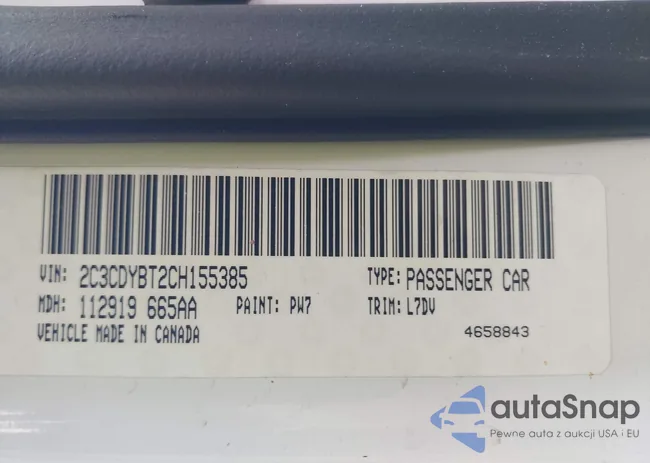 VIN: 2C3CDYBT2CH155385 TYPE: PASSENGER CAR
MDH: 112919 665AA PAINT: PW7 TRIM: L7DV
VEHICLE MADE IN CANADA 4658843
autaSnap
Pewne auta z aukcji USA i EU